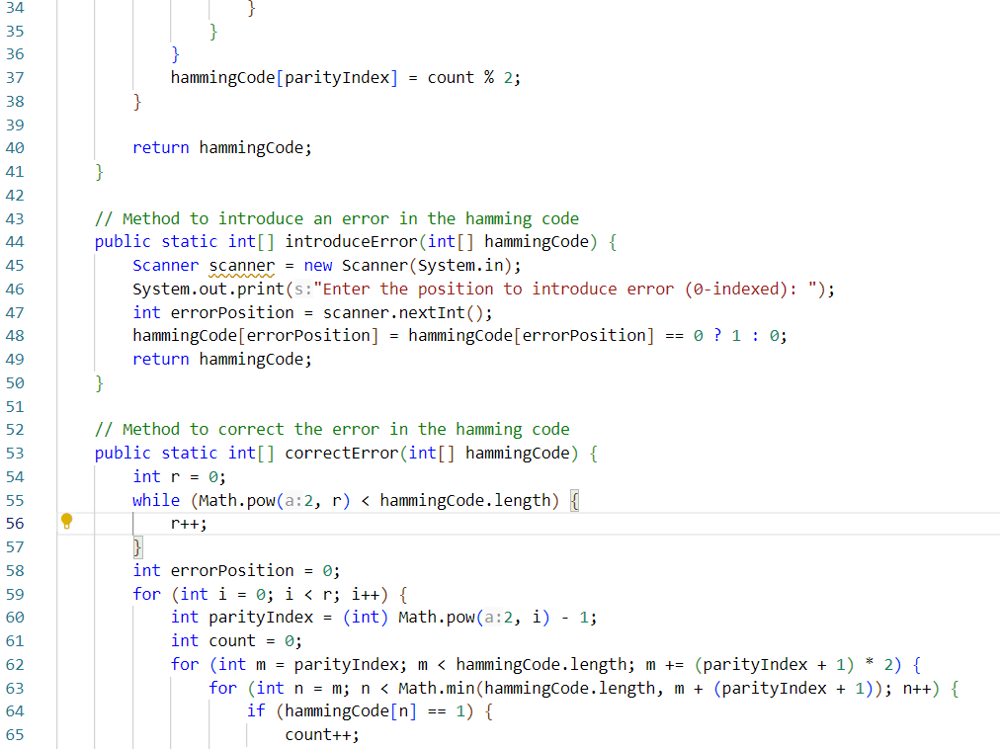 34                         }
35                     }
36                 }
37                 hammingCode[parityIndex] = count % 2;
38             }
39
40             return hammingCode;
41         }
42
43         // Method to introduce an error in the hamming code
44         public static int[] introduceError(int[] hammingCode) {
45             Scanner scanner = new Scanner(System.in);
46             System.out.print(s:"Enter the position to introduce error (0-indexed): ");
47             int errorPosition = scanner.nextInt();
48             hammingCode[errorPosition] = hammingCode[errorPosition] == 0 ? 1 : 0;
49             return hammingCode;
50         }
51
52         // Method to correct the error in the hamming code
53         public static int[] correctError(int[] hammingCode) {
54             int r = 0;
55             while (Math.pow(a:2, r) < hammingCode.length) {
56                 r++;
57             }
58             int errorPosition = 0;
59             for (int i = 0; i < r; i++) {
60                 int parityIndex = (int) Math.pow(a:2, i) - 1;
61                 int count = 0;
62                 for (int m = parityIndex; m < hammingCode.length; m += (parityIndex + 1) * 2) {
63                     for (int n = m; n < Math.min(hammingCode.length, m + (parityIndex + 1)); n++) {
64                         if (hammingCode[n] == 1) {
65                             count++;